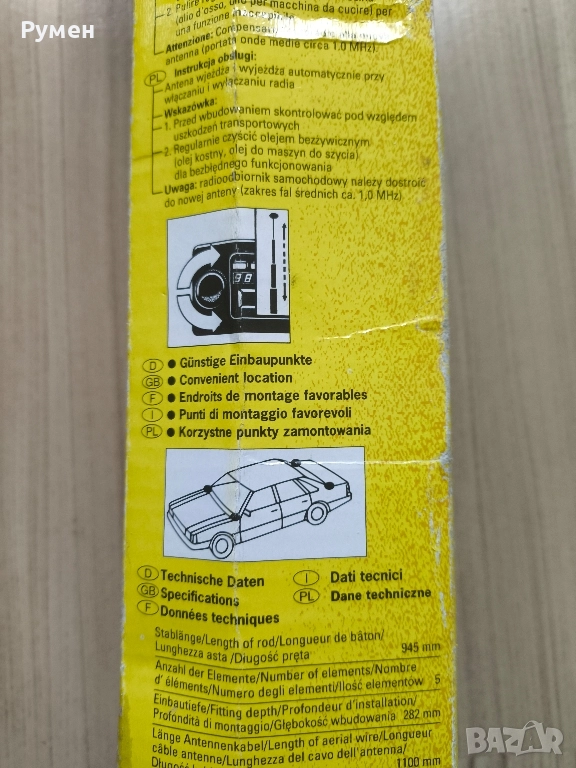 Румен
2. Pulire
(olio d'osso, olio per macchina da cucire) per
una funzione
Attenzione:
antenna (portata onde medie circa 1.0 MHz).
PL Instrukcja obsługi:
Antena wjeżdża i wyjeżdża automatycznie przy
włączaniu i wyłączaniu radia
Wskazówka:
1. Przed wbudowaniem skontrolować pod względem
uszkodzeń transportowych
2. Regularnie czyścić olejem bezżywicznym
(olej kostny, olej do maszyn do szycia)
dla bezbłędnego funkcjonowania
Uwaga: radioodbiornik samochodowy należy dostroić
do nowej anteny (zakres fal średnich ca. 1,0 MHz)
98
D ● Günstige Einbaupunkte
GB ● Convenient location
F ● Endroits de montage favorables
I ● Punti di montaggio favorevoli
PL ● Korzystne punkty zamontowania
D Technische Daten I Dati tecnici
GB Specifications PL Dane techniczne
F Données techniques
Stablänge/Length of rod/Longueur de bâton/
Lunghezza asta /Długość pręta 945 mm
Anzahl der Elemente/Number of elements/Nombre
d'éléments/Numero degli elementi/Ilość elementów 5
Einbautiefe/Fitting depth/Profondeur d'installation/
Profondità di montaggio/Głębokość wbudowania 282 mm
Länge Antennenkabel/Length of aerial wire/Longueur
câble antenne/Lunghezza del cavo dell'antenna/
1100 mm
BAZAR